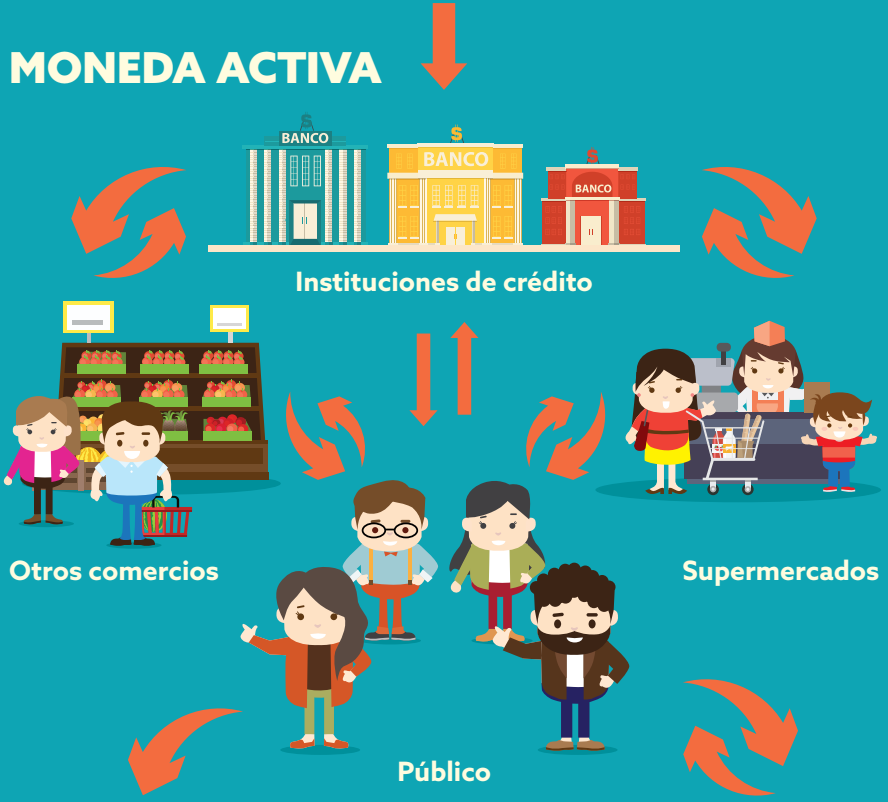 MONEDA ACTIVA
$
BANCO
$
BANCO
$
BANCO
Instituciones de crédito
Otros comercios
Supermercados
Público